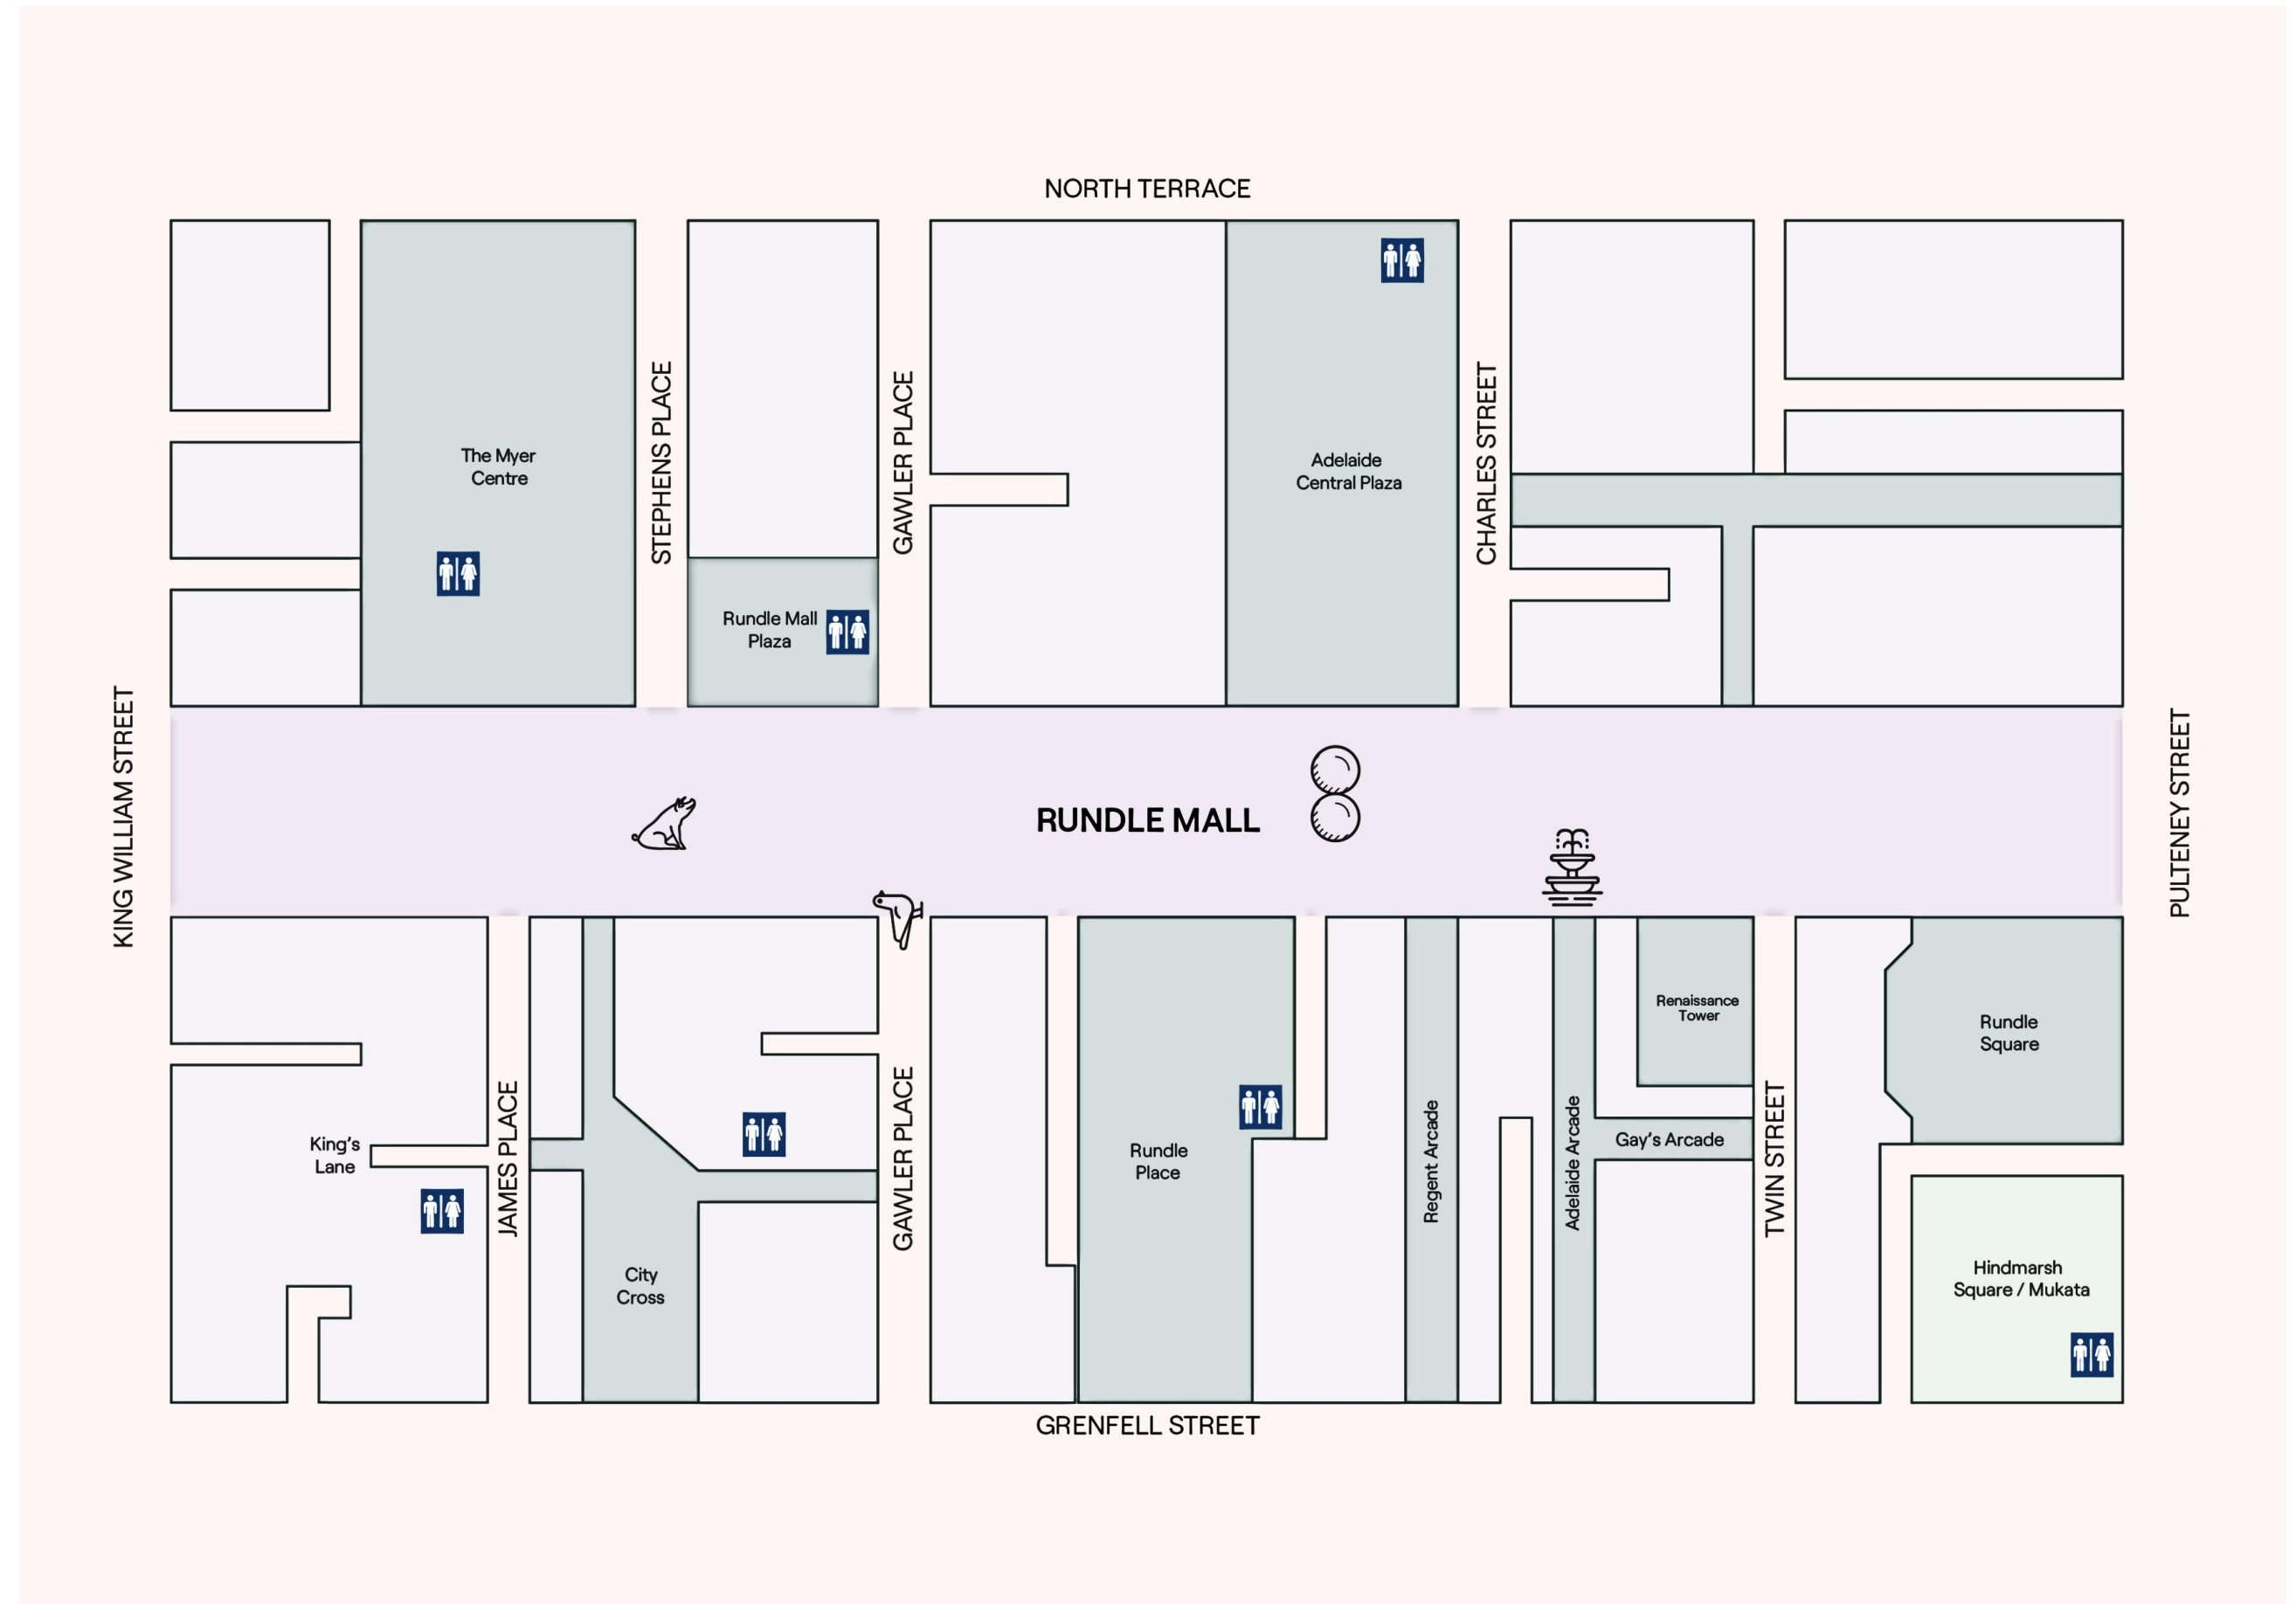 NORTH TERRACE
The Myer
Centre
STEPHENS PLACE
GAWLER PLACE
Adelaide
Central Plaza
CHARLES STREET
Rundle Mall
Plaza
KING WILLIAM STREET
RUNDLE MALL
PULTENEY STREET
King's
Lane
JAMES PLACE
City
Cross
GAWLER PLACE
Rundle
Place
Regent Arcade
Adelaide Arcade
Renaissance
Tower
Gay's Arcade
TWIN STREET
Rundle
Square
Hindmarsh
Square / Mukata
GRENFELL STREET